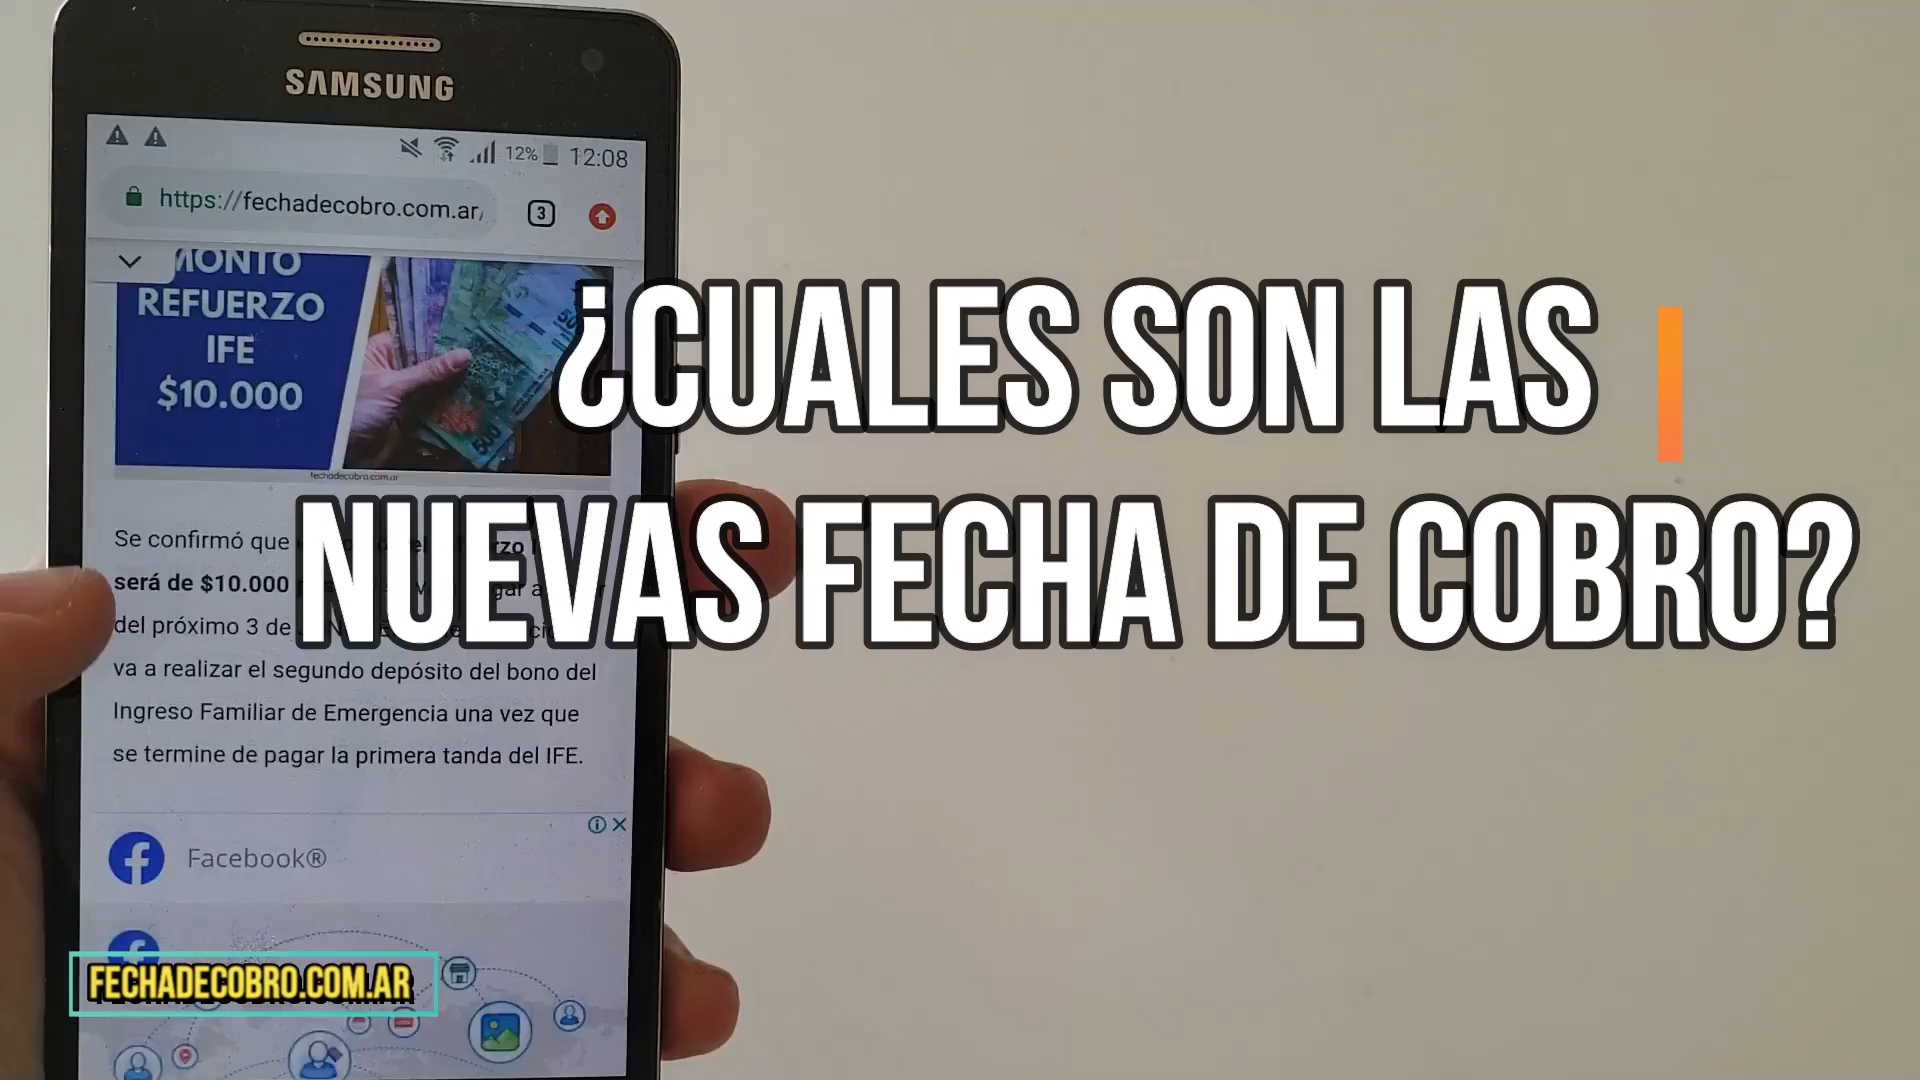 SAMSUNG
12% 12:08
https://fechadecobro.com.ar/
3
MONTO
REFUERZO
IFE
$10.000
500
fechadecobro.com.ar
¿CUALES SON LAS
NUEVAS FECHA DE COBRO?
Se confirmó que
será de $10.000
del próximo 3 de
va a realizar el segundo depósito del bono del
Ingreso Familiar de Emergencia una vez que
se termine de pagar la primera tanda del IFE.
Facebook®
FECHADECOBRO.COM.AR